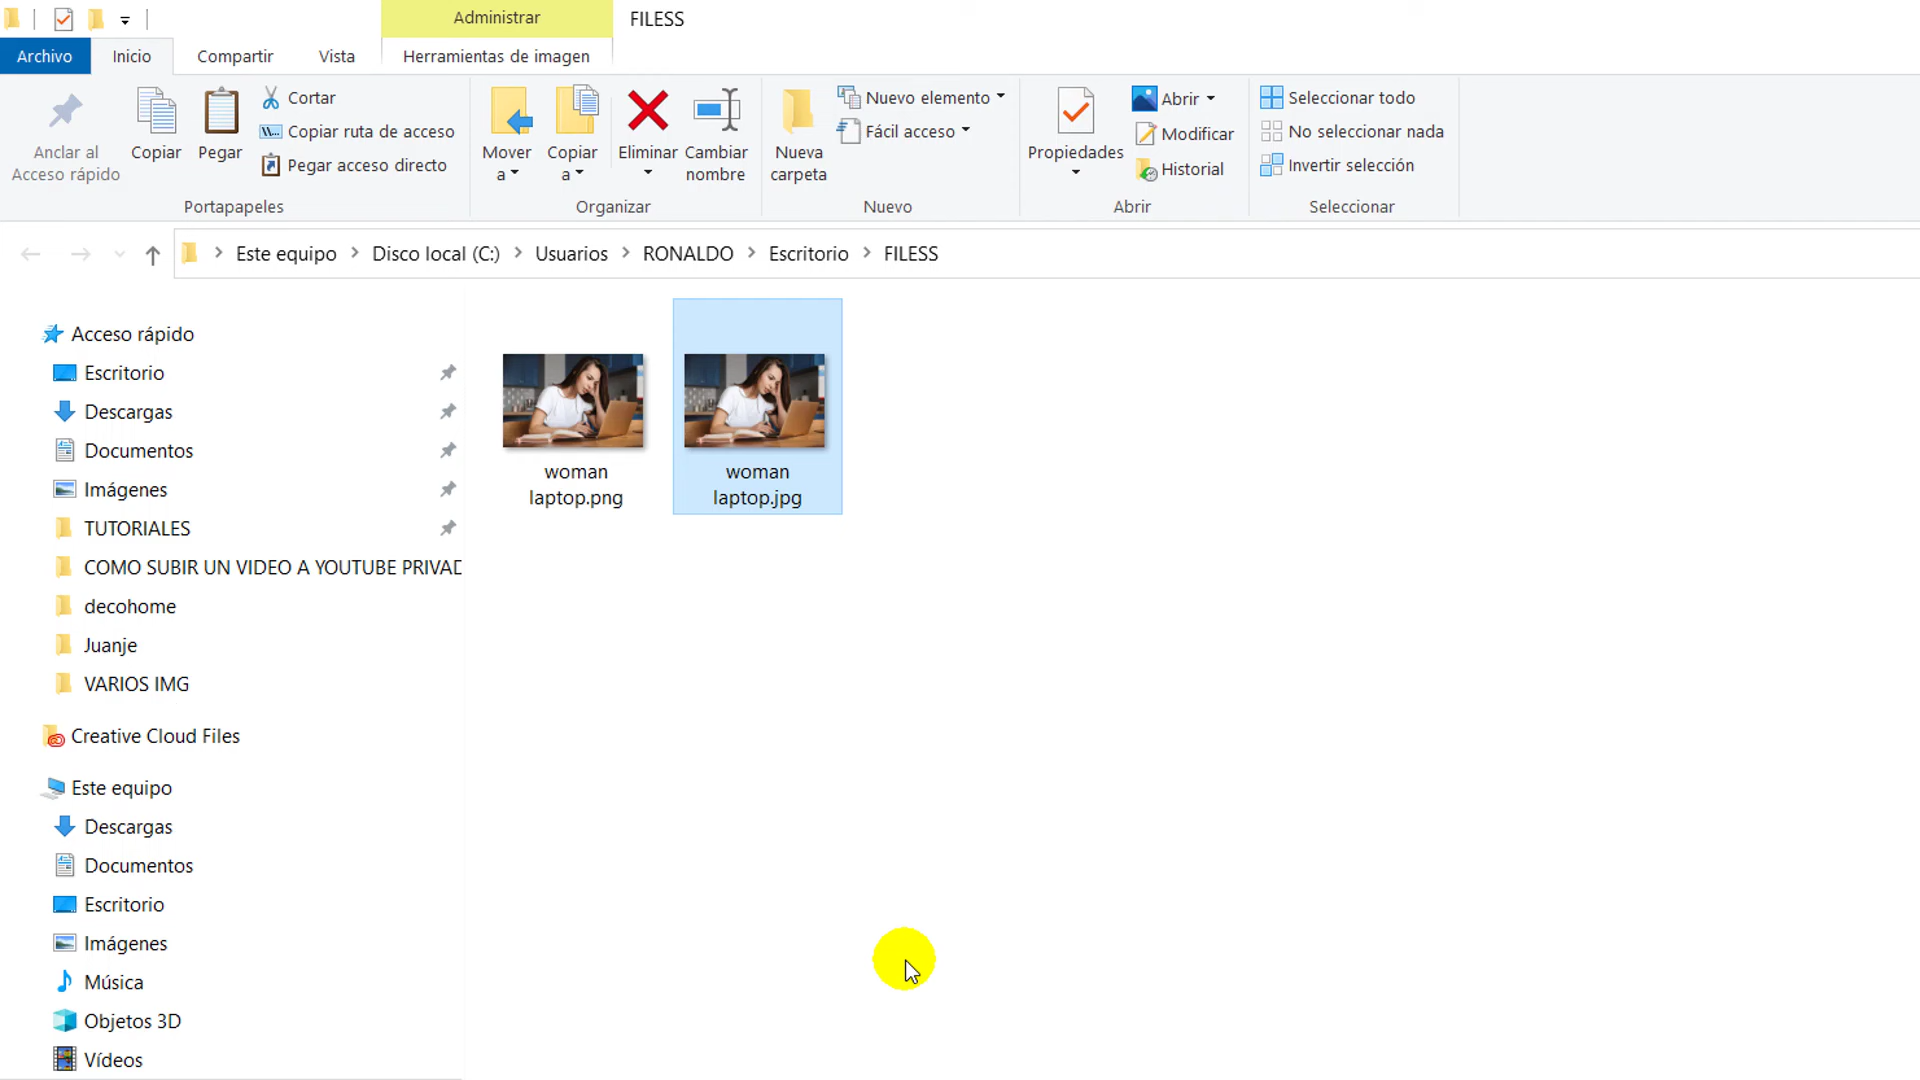 Administrar
FILESS
Archivo
Inicio
Compartir
Vista
Herramientas de imagen
Anclar al
Acceso rápido
Copiar
Pegar
Cortar
Copiar ruta de acceso
Pegar acceso directo
Portapapeles
Mover
a
Copiar
a
Eliminar
Cambiar
nombre
Organizar
Nueva
carpeta
Nuevo elemento
Fácil acceso
Nuevo
Propiedades
Abrir
Modificar
Historial
Abrir
Seleccionar todo
No seleccionar nada
Invertir selección
Seleccionar
Este equipo > Disco local (C:) > Usuarios > RONALDO > Escritorio > FILESS
Acceso rápido
Escritorio
Descargas
Documentos
Imágenes
TUTORIALES
COMO SUBIR UN VIDEO A YOUTUBE PRIVAD
decohome
Juanje
VARIOS IMG
Creative Cloud Files
Este equipo
Descargas
Documentos
Escritorio
Imágenes
Música
Objetos 3D
Vídeos
woman
laptop.png
woman
laptop.jpg